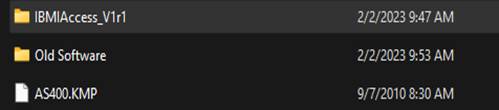 IBMIAccess_V1r1 2/2/2023 9:47 AM
Old Software 2/2/2023 9:53 AM
AS400.KMP 9/7/2010 8:30 AM